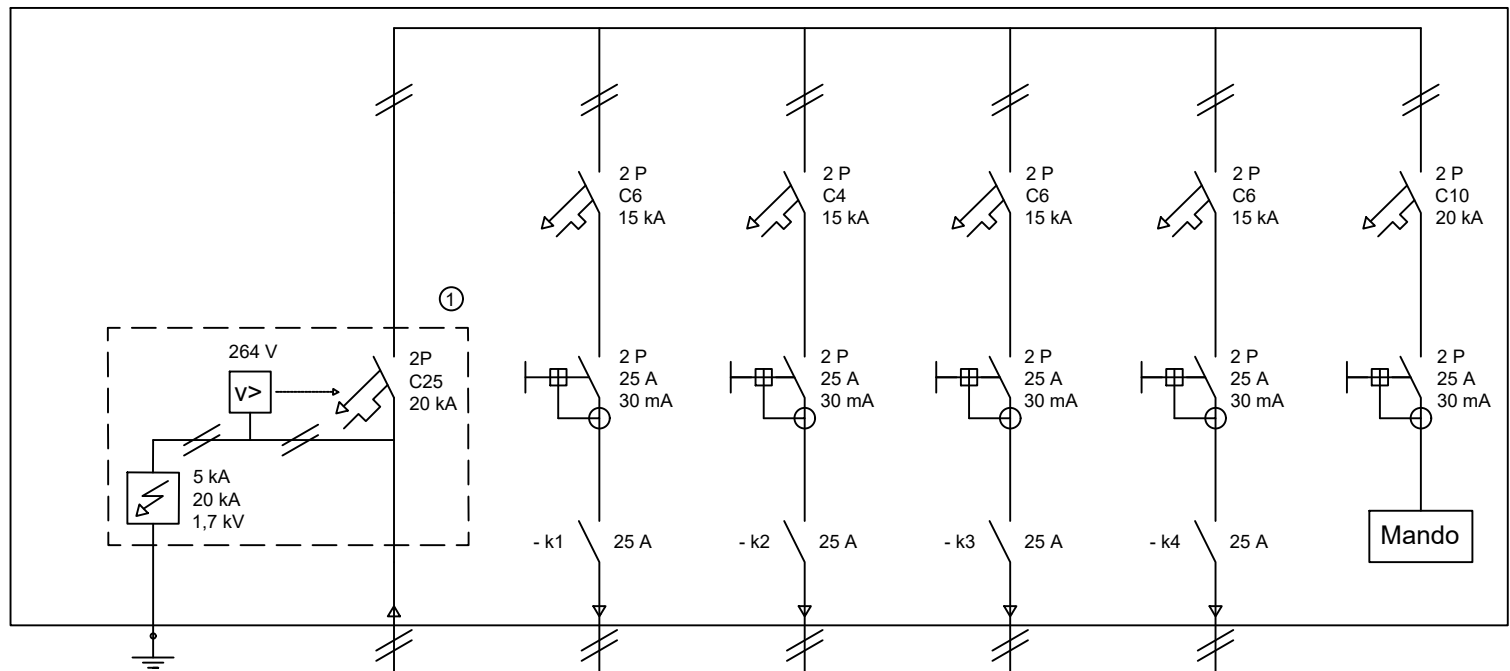 2 P
C6
15 kA
2 P
C4
15 kA
2 P
C6
15 kA
2 P
C6
15 kA
2 P
C10
20 kA
1
264 V
v>
2P
C25
20 kA
2 P
25 A
30 mA
2 P
25 A
30 mA
2 P
25 A
30 mA
2 P
25 A
30 mA
2 P
25 A
30 mA
5 kA
20 kA
1,7 kV
- k1 25 A
- k2 25 A
- k3 25 A
- k4 25 A
Mando